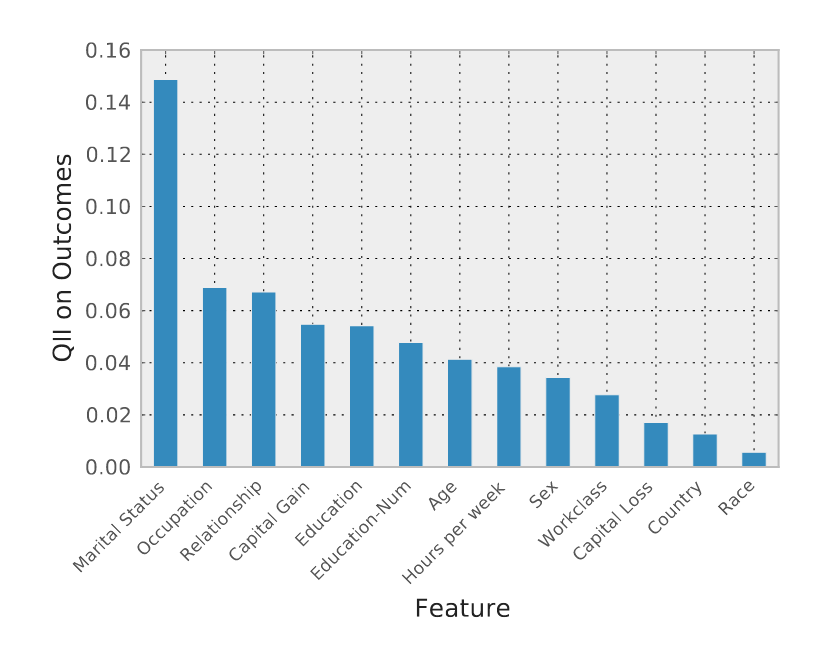 0.16
0.14
0.12
0.10
0.08
0.06
0.04
0.02
0.00
QII on Outcomes
Marital Status
Occupation
Relationship
Capital Gain
Education
Education-Num
Age
Hours per week
Sex
Workclass
Capital Loss
Country
Race
Feature